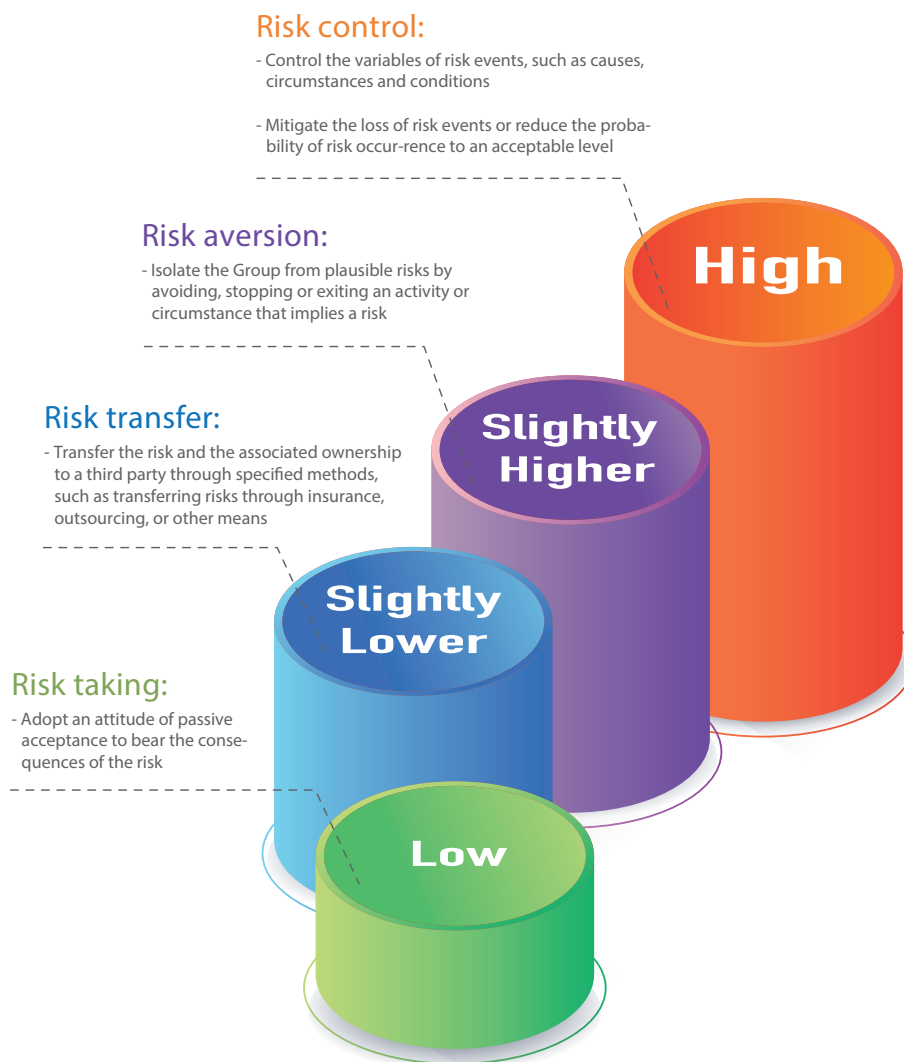 Risk control:
- Control the variables of risk events, such as causes,
circumstances and conditions
- Mitigate the loss of risk events or reduce the proba-
bility of risk occur-rence to an acceptable level
High
Risk aversion:
- Isolate the Group from plausible risks by
avoiding, stopping or exiting an activity or
circumstance that implies a risk
Slightly
Higher
Risk transfer:
- Transfer the risk and the associated ownership
to a third party through specified methods,
such as transferring risks through insurance,
outsourcing, or other means
Slightly
Lower
Risk taking:
- Adopt an attitude of passive
acceptance to bear the conse-
quences of the risk
Low